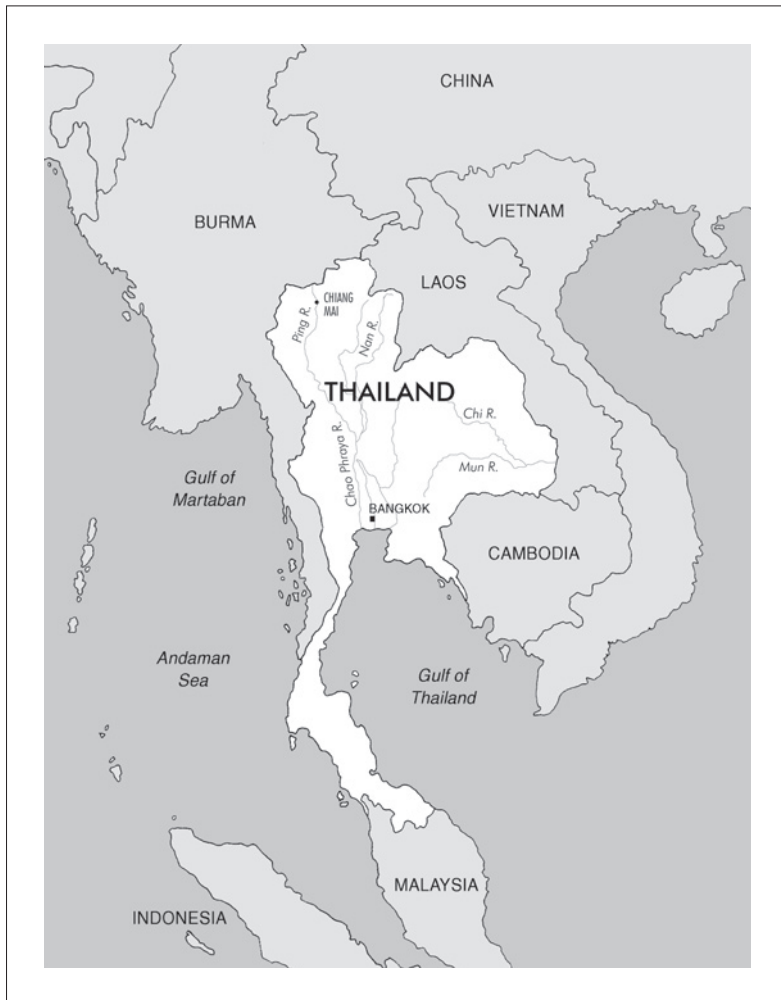 CHINA
BURMA
VIETNAM
LAOS
CHIANG
MAI
Ping R.
Nan R.
THAILAND
Chi R.
Chao Phraya R.
Mun R.
Gulf of
Martaban
BANGKOK
CAMBODIA
Andaman
Sea
Gulf of
Thailand
MALAYSIA
INDONESIA